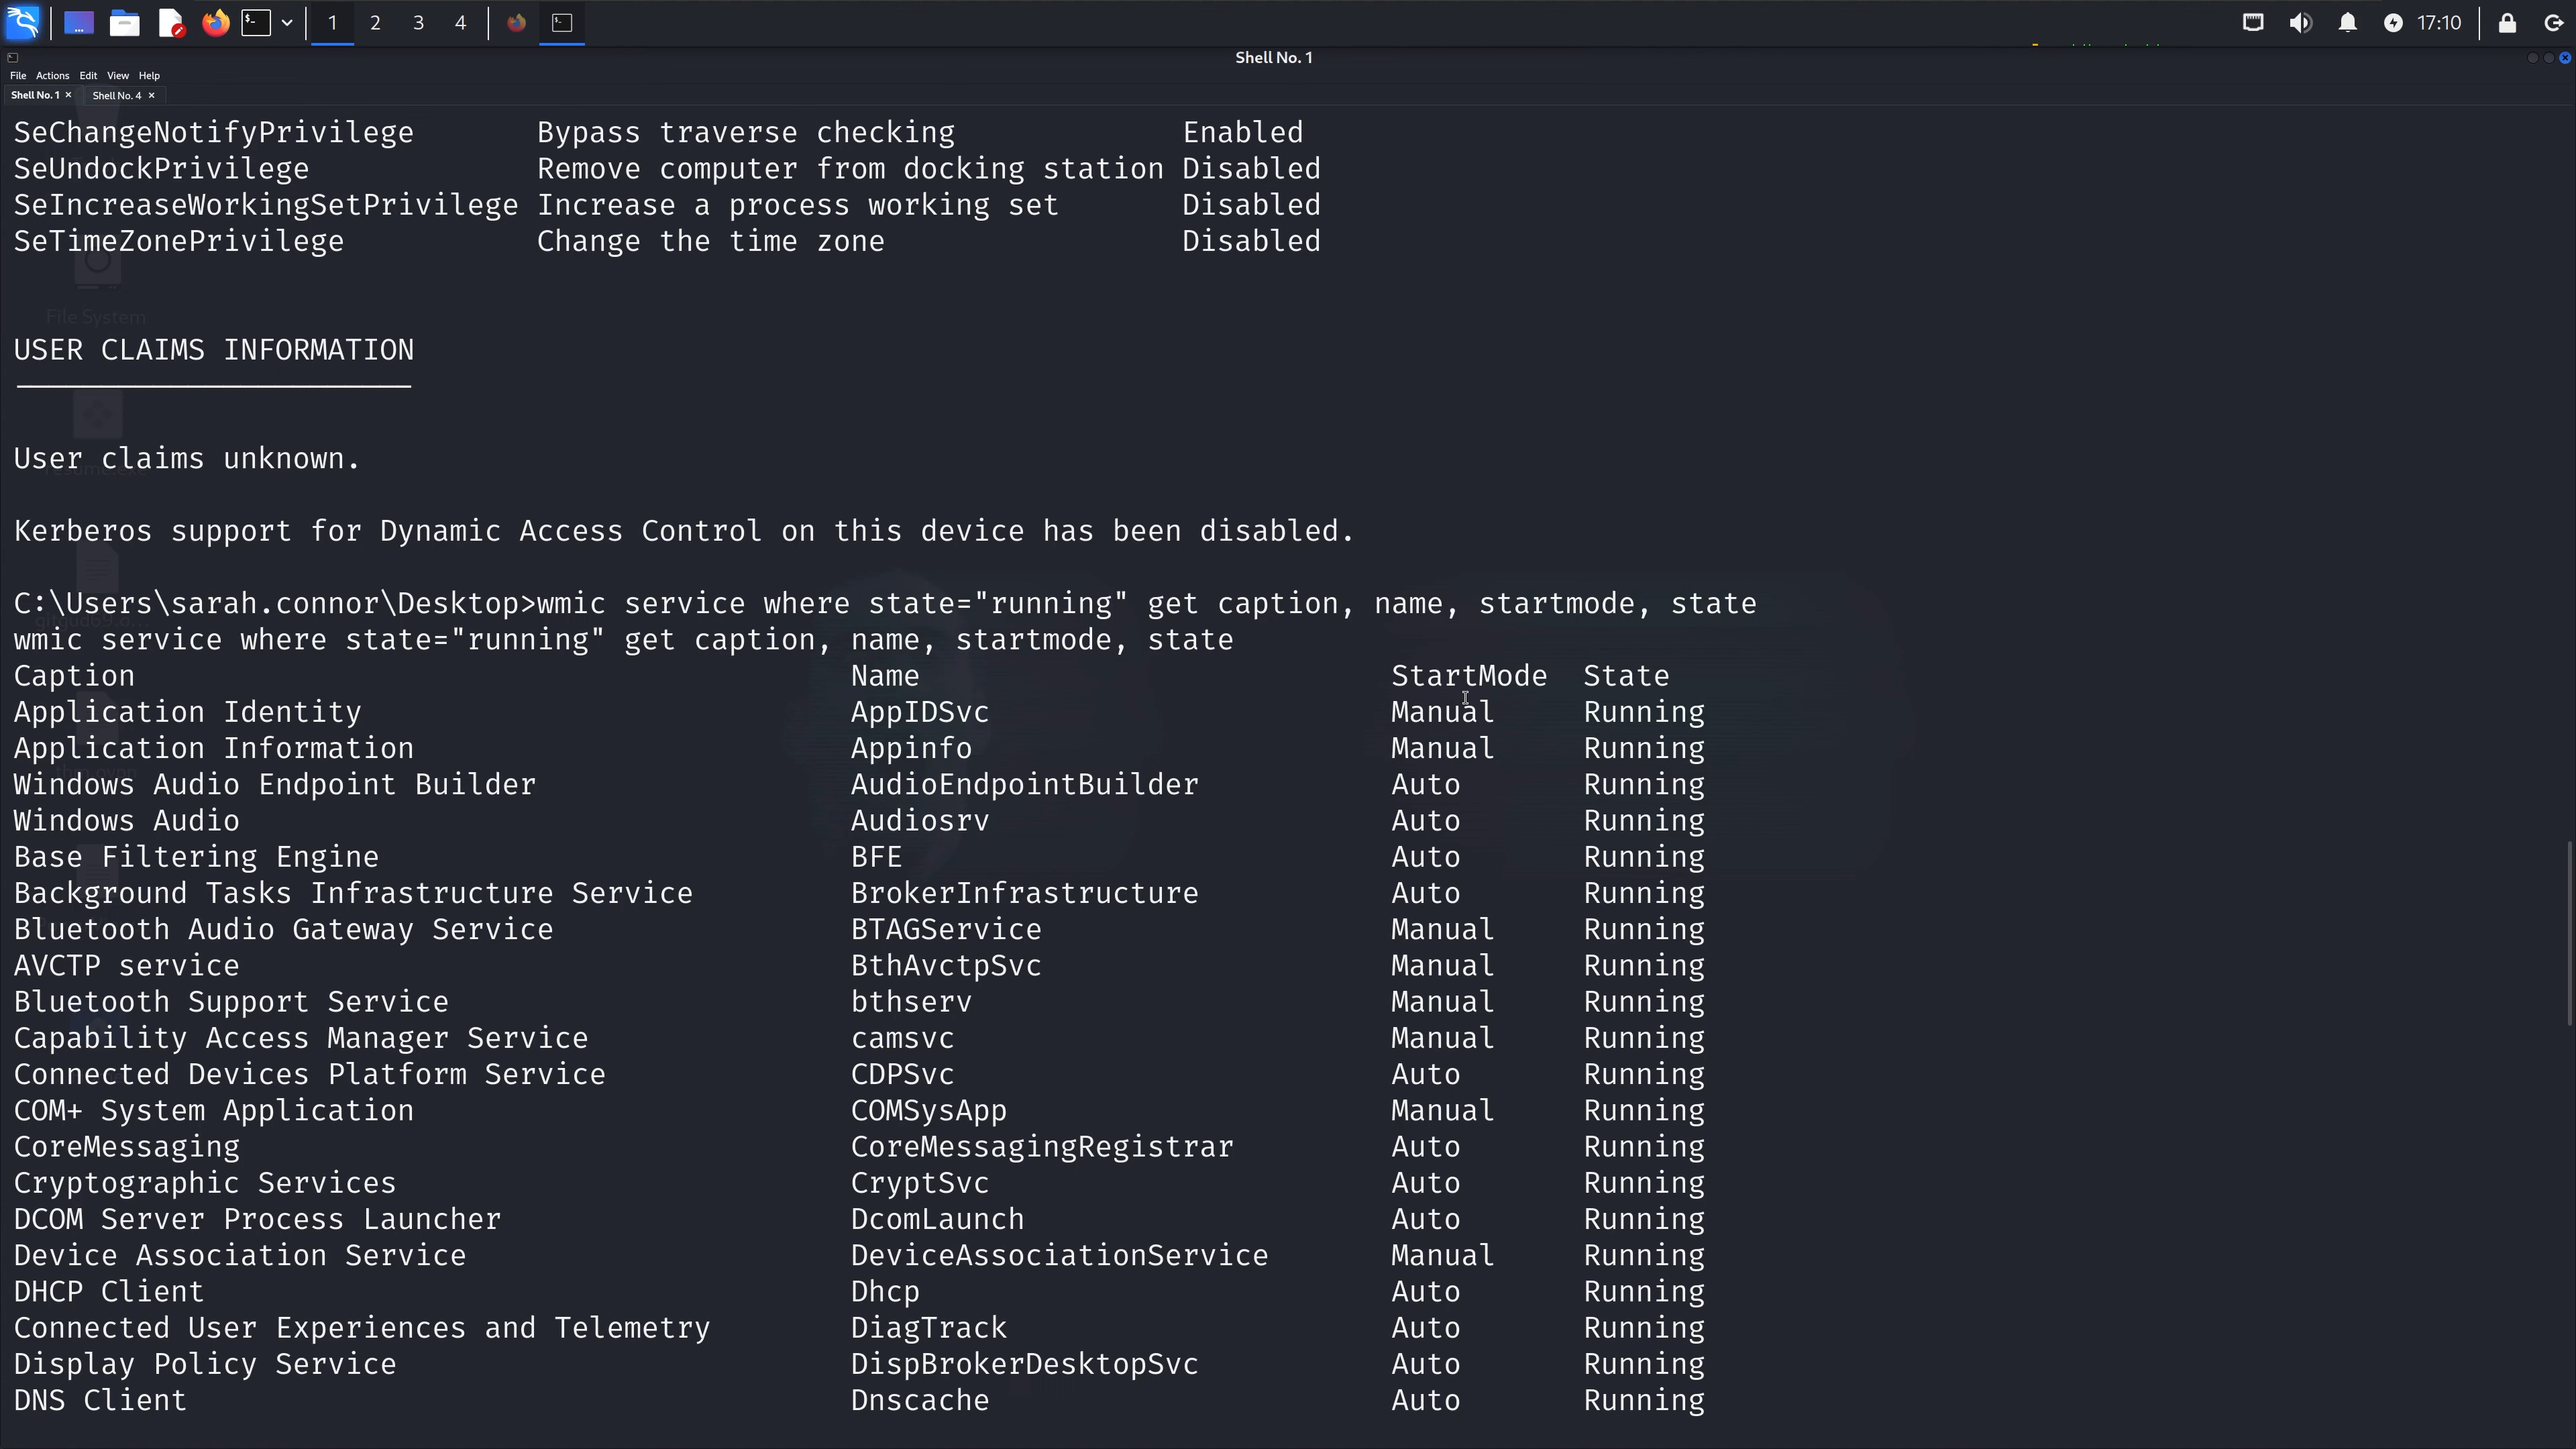 1 2 3 4 17:10
Shell No. 1
File Actions Edit View Help
Shell No. 1 Shell No. 4
SeChangeNotifyPrivilege Bypass traverse checking Enabled
SeUndockPrivilege Remove computer from docking station Disabled
SeIncreaseWorkingSetPrivilege Increase a process working set Disabled
SeTimeZonePrivilege Change the time zone Disabled
File System
USER CLAIMS INFORMATION
User claims unknown.
Kerberos support for Dynamic Access Control on this device has been disabled.
C:\Users\sarah.connor\Desktop>wmic service where state="running" get caption, name, startmode, state
wmic service where state="running" get caption, name, startmode, state
Caption Name StartMode State
Application Identity AppIDSvc Manual Running
Application Information Appinfo Manual Running
Windows Audio Endpoint Builder AudioEndpointBuilder Auto Running
Windows Audio Audiosrv Auto Running
Base Filtering Engine BFE Auto Running
Background Tasks Infrastructure Service BrokerInfrastructure Auto Running
Bluetooth Audio Gateway Service BTAGService Manual Running
AVCTP service BthAvctpSvc Manual Running
Bluetooth Support Service bthserv Manual Running
Capability Access Manager Service camsvc Manual Running
Connected Devices Platform Service CDPSvc Auto Running
COM+ System Application COMSysApp Manual Running
CoreMessaging CoreMessagingRegistrar Auto Running
Cryptographic Services CryptSvc Auto Running
DCOM Server Process Launcher DcomLaunch Auto Running
Device Association Service DeviceAssociationService Manual Running
DHCP Client Dhcp Auto Running
Connected User Experiences and Telemetry DiagTrack Auto Running
Display Policy Service DispBrokerDesktopSvc Auto Running
DNS Client Dnscache Auto Running